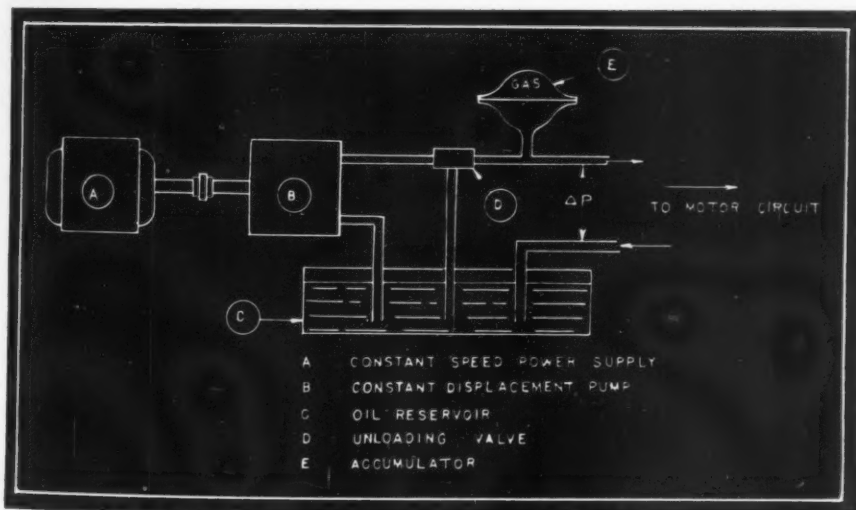 E
GAS
A
B
D
ΔP
TO MOTOR CIRCUIT
C
A CONSTANT SPEED POWER SUPPLY
B CONSTANT DISPLACEMENT PUMP
C OIL RESERVOIR
D UNLOADING VALVE
E ACCUMULATOR